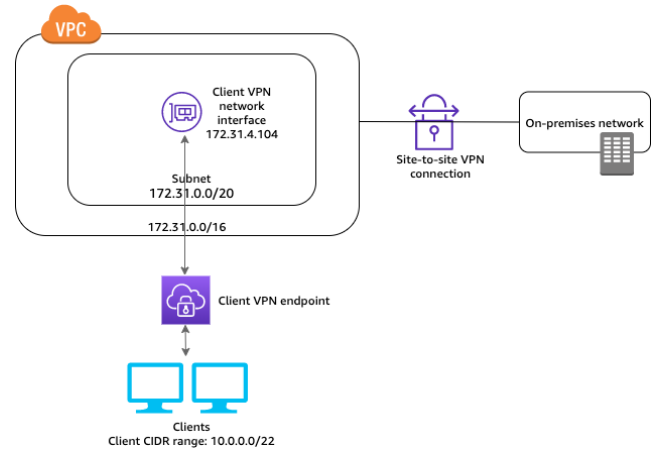 VPC
Client VPN
network
interface
172.31.4.104
Subnet
172.31.0.0/20
172.31.0.0/16
Site-to-site VPN
connection
On-premises network
Client VPN endpoint
Clients
Client CIDR range: 10.0.0.0/22